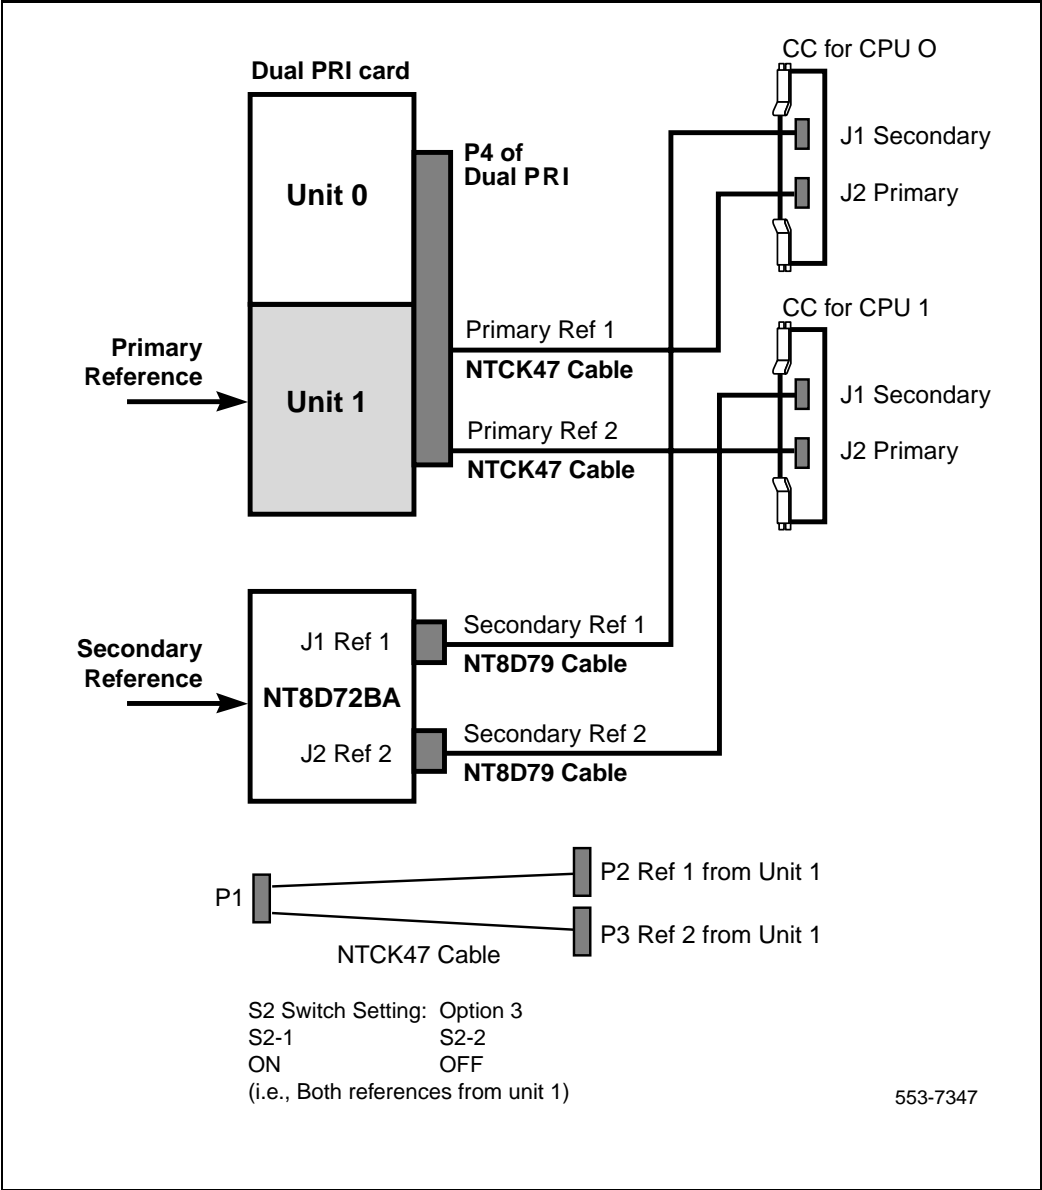 CC for CPU O
Dual PRI card
J1 Secondary
P4 of
Dual PRI
Unit 0
J2 Primary
CC for CPU 1
Primary Ref 1
NTCK47 Cable
Primary
Reference
Unit 1
J1 Secondary
Primary Ref 2
NTCK47 Cable
J2 Primary
Secondary Ref 1
NT8D79 Cable
J1 Ref 1
Secondary
Reference
NT8D72BA
Secondary Ref 2
NT8D79 Cable
J2 Ref 2
P2 Ref 1 from Unit 1
P1
P3 Ref 2 from Unit 1
NTCK47 Cable
S2 Switch Setting: Option 3
S2-1 S2-2
ON OFF
(i.e., Both references from unit 1)
553-7347